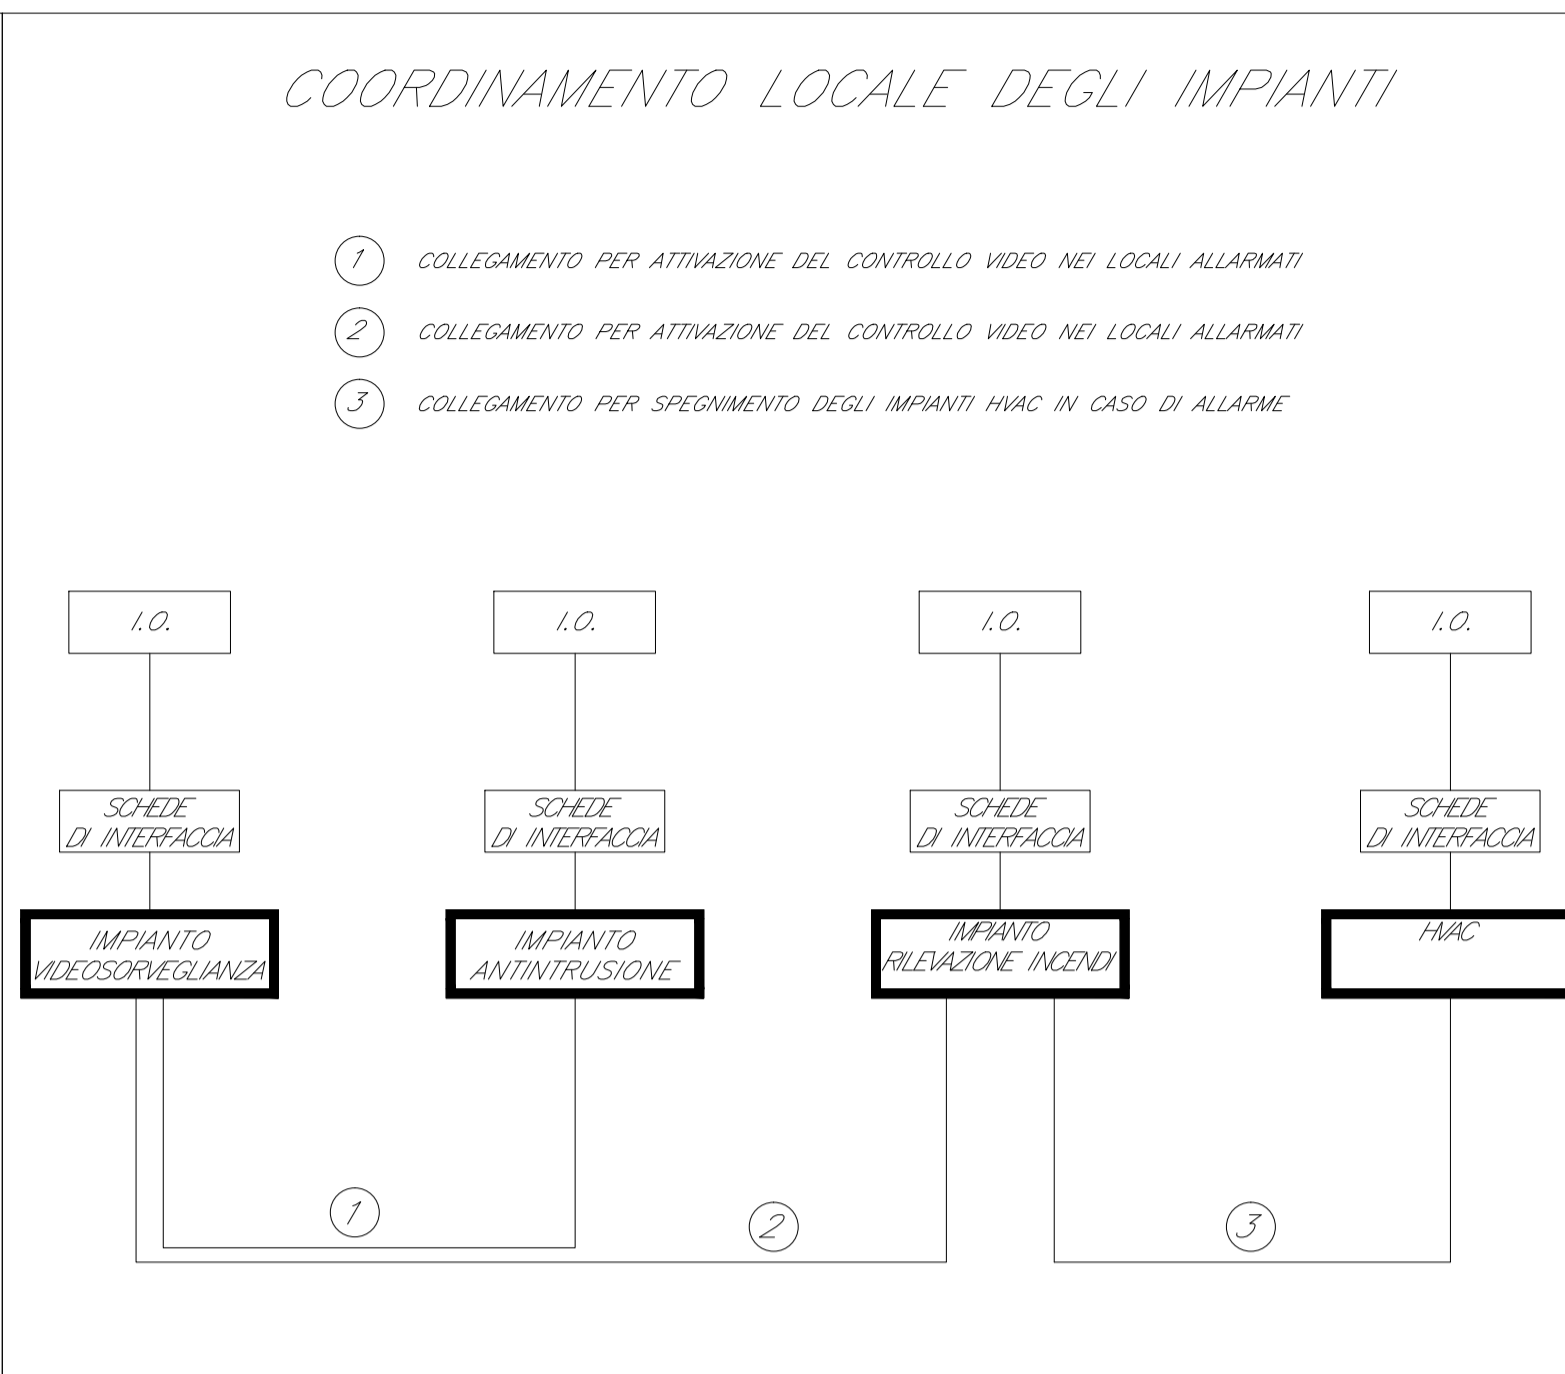 COORDINAMENTO LOCALE DEGLI IMPIANTI
1 COLLEGAMENTO PER ATTIVAZIONE DEL CONTROLLO VIDEO NEI LOCALI ALLARMATI
2 COLLEGAMENTO PER ATTIVAZIONE DEL CONTROLLO VIDEO NEI LOCALI ALLARMATI
3 COLLEGAMENTO PER SPEGNIMENTO DEGLI IMPIANTI HVAC IN CASO DI ALLARME
I.O.
I.O.
I.O.
I.O.
SCHEDE
DI INTERFACCIA
SCHEDE
DI INTERFACCIA
SCHEDE
DI INTERFACCIA
SCHEDE
DI INTERFACCIA
IMPIANTO
VIDEOSORVEGLIANZA
IMPIANTO
ANTINTRUSIONE
IMPIANTO
RILEVAZIONE INCENDI
HVAC
1
2
3